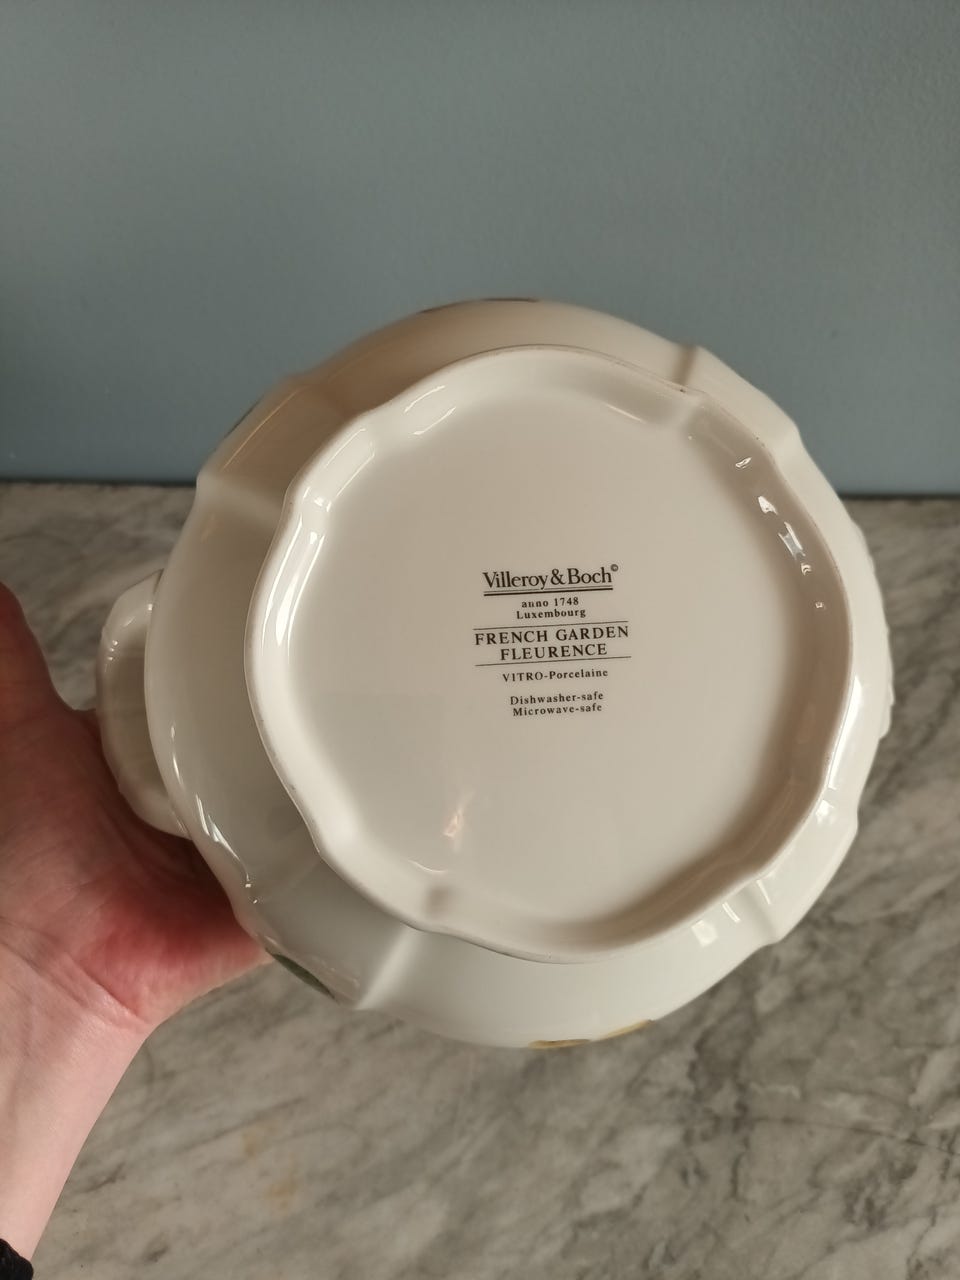 Villeroy & Boch©
anno 1748
Luxembourg
FRENCH GARDEN
FLEURENCE
VITRO-Porcelaine
Dishwasher-safe
Microwave-safe